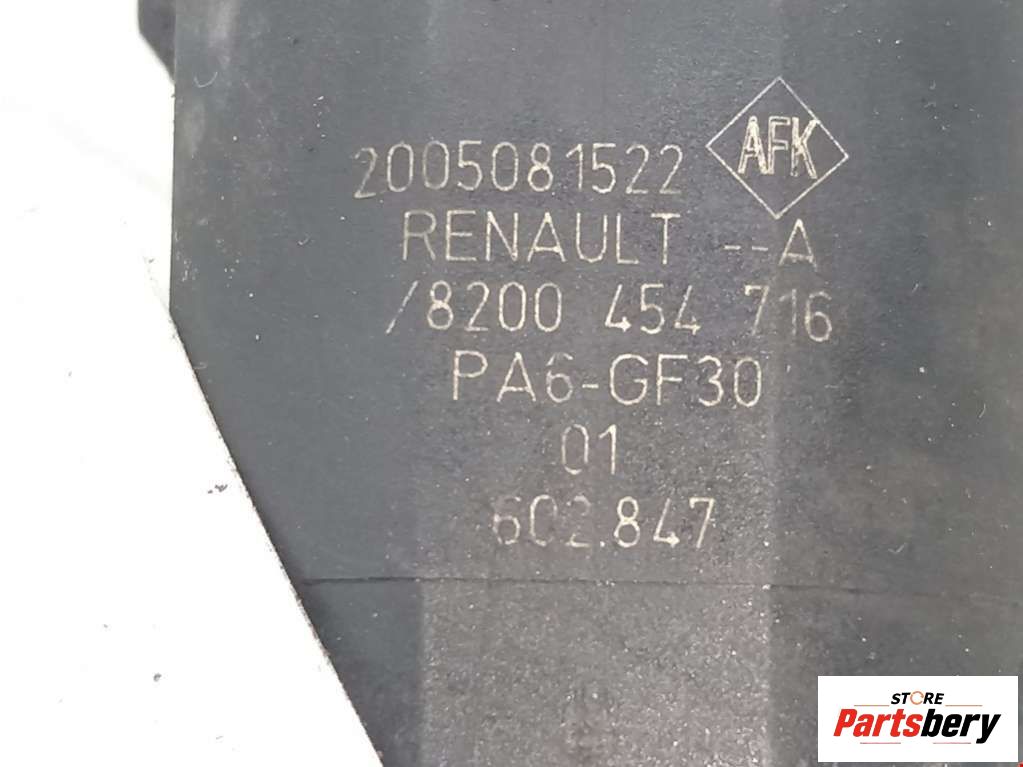 2005081522 AFK
RENAULT --A
/8200 454 716
PA6-GF30
01
602.847
STORE
Partsbery